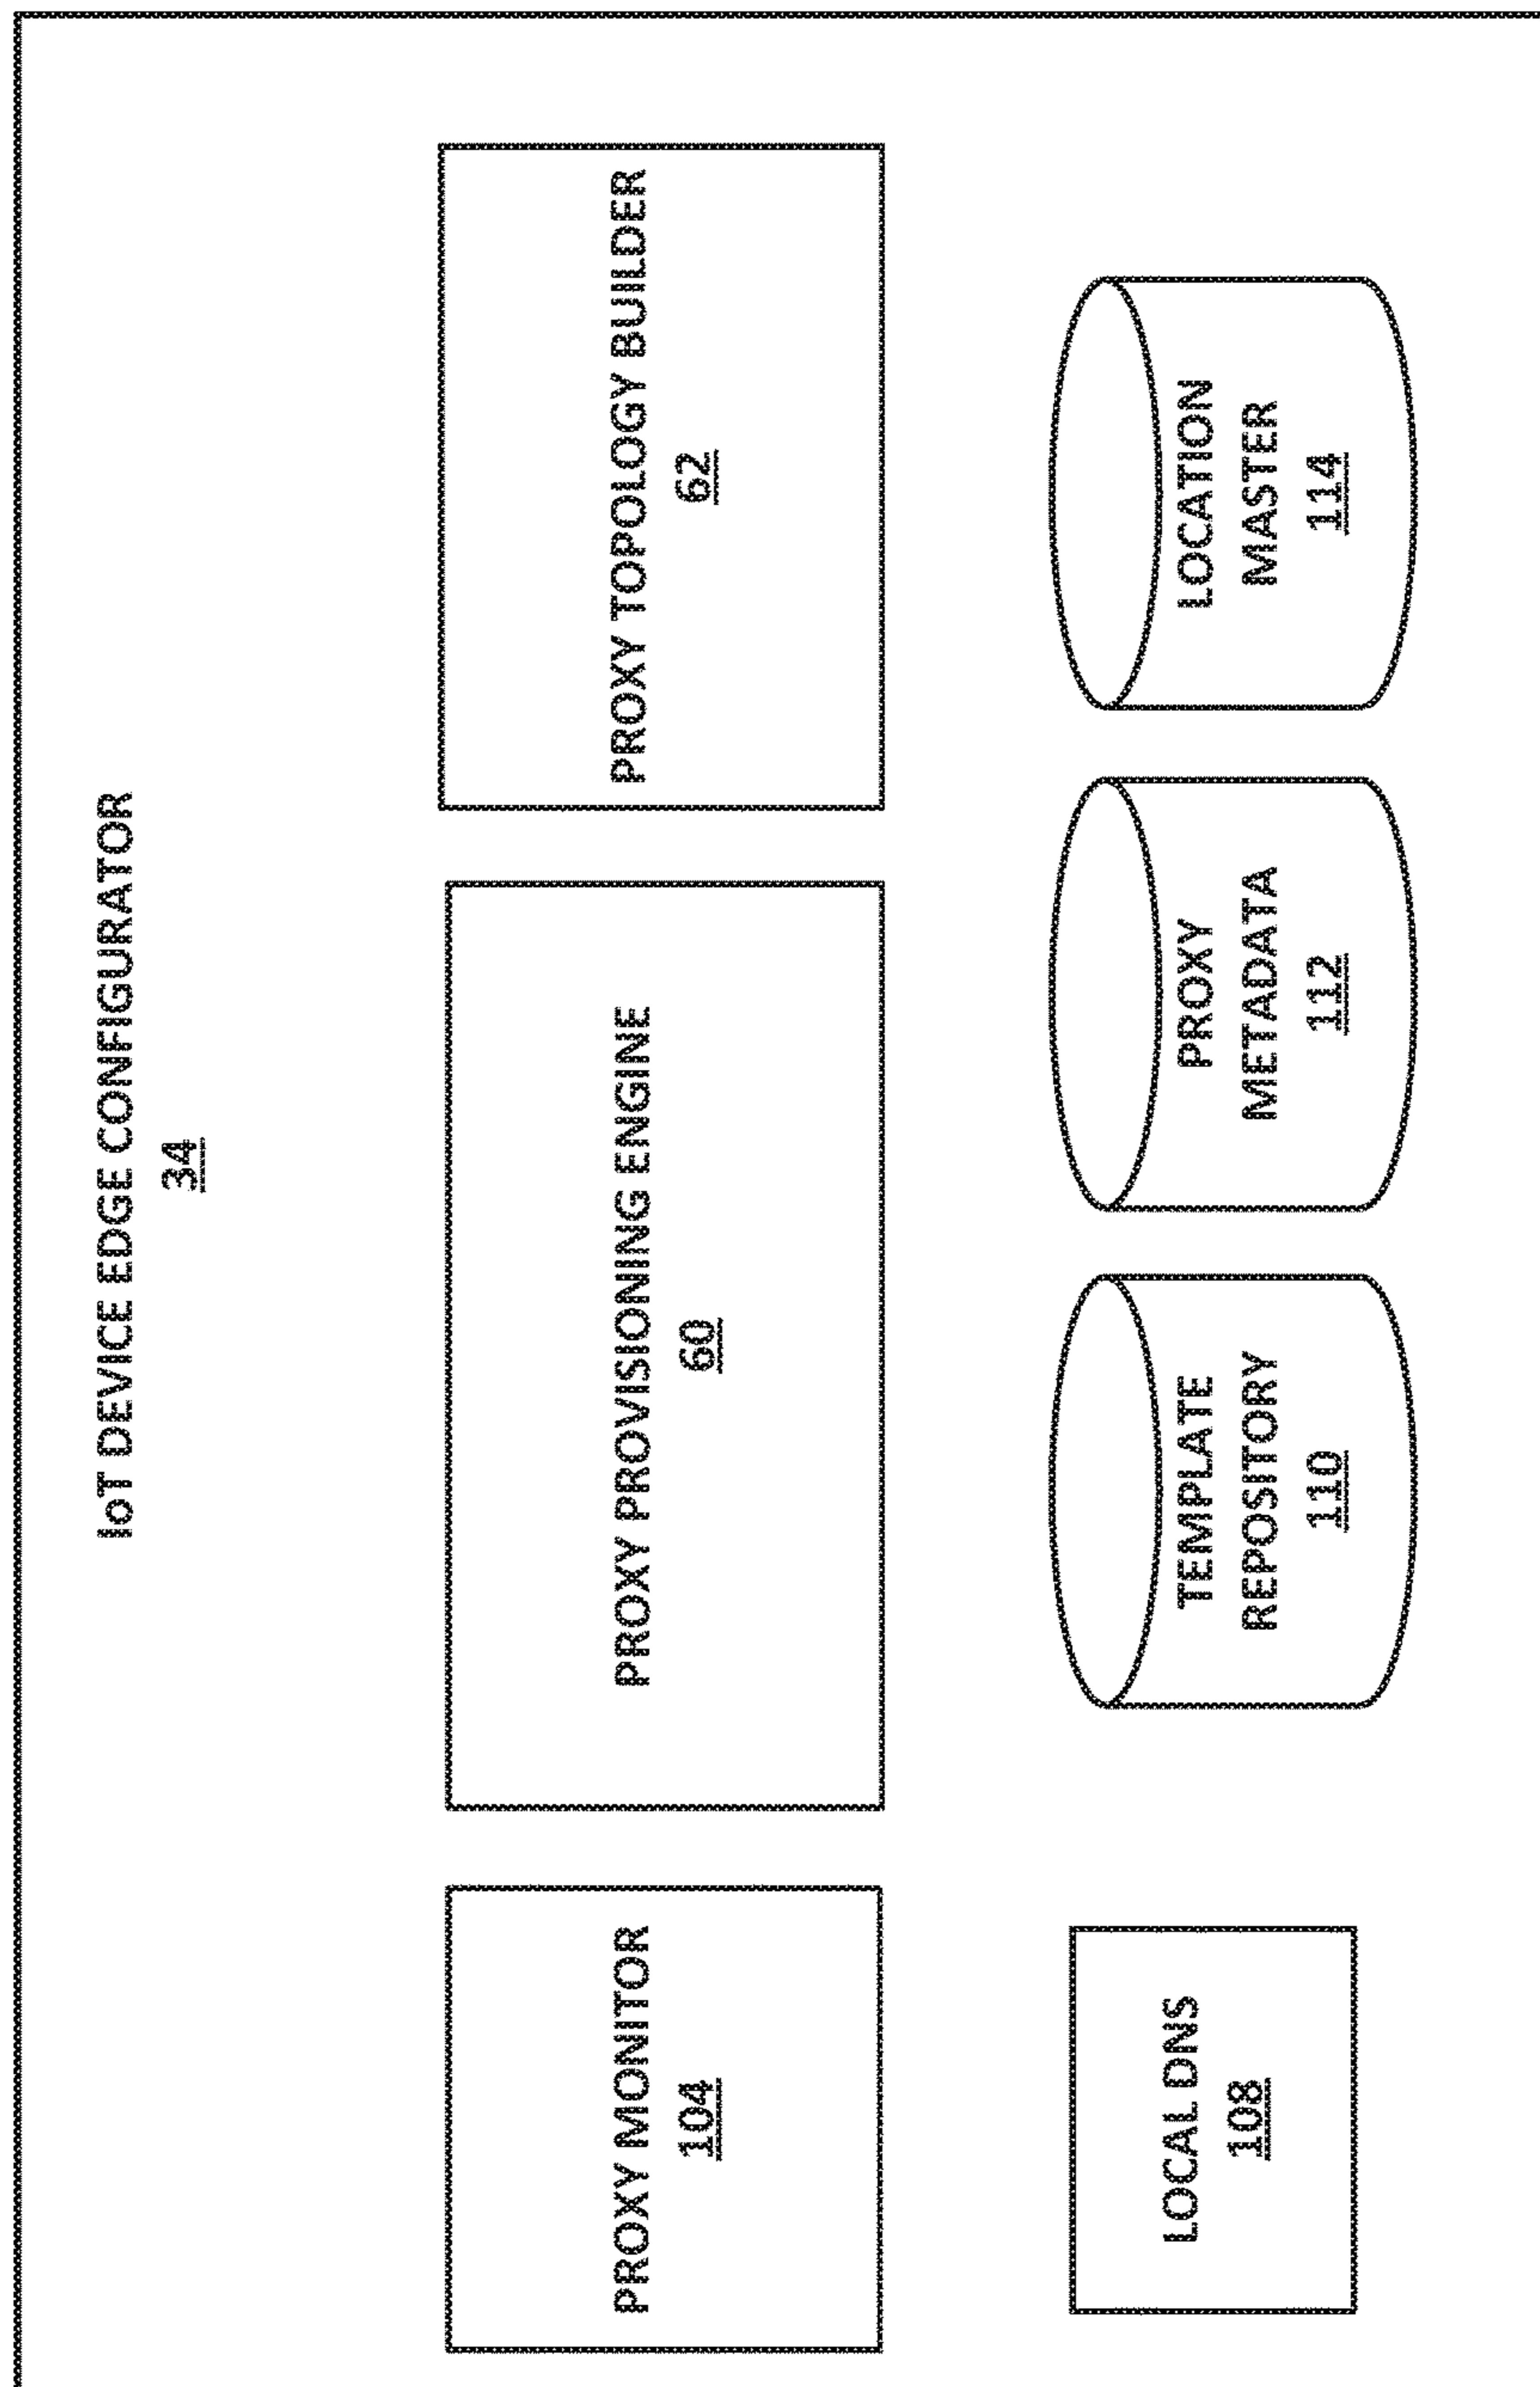 IoT DEVICE EDGE CONFIGURATOR
34
PROXY MONITOR
104
PROXY PROVISIONING ENGINE
60
PROXY TOPOLOGY BUILDER
62
LOCAL DNS
108
TEMPLATE
REPOSITORY
110
PROXY
METADATA
112
LOCATION
MASTER
114